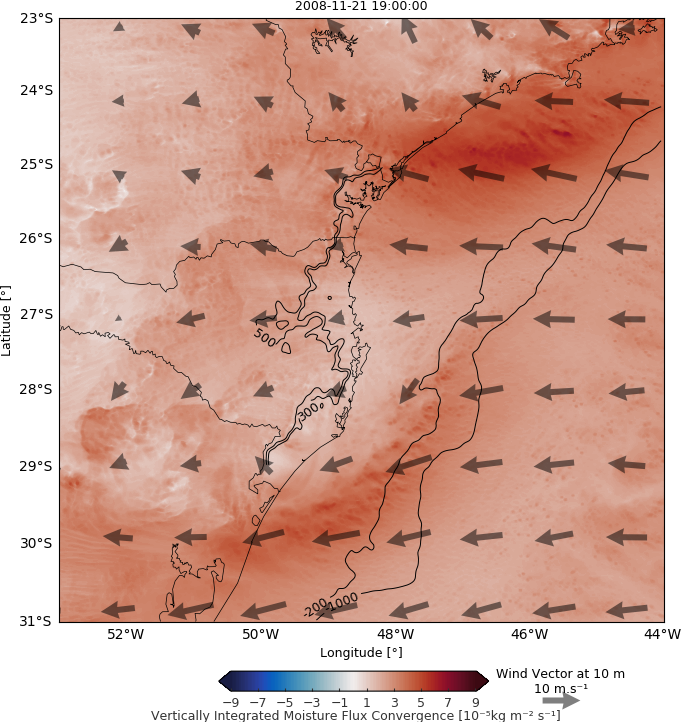 2008-11-21 19:00:00
23°S
24°S
25°S
26°S
27°S
28°S
29°S
30°S
31°S
Latitude [°]
500
300
-200
-1000
52°W 50°W 48°W 46°W 44°W
Longitude [°]
Wind Vector at 10 m
10 m.s⁻¹
−9 −7 −5 −3 −1 1 3 5 7 9
Vertically Integrated Moisture Flux Convergence [10⁻⁵kg m⁻² s⁻¹]